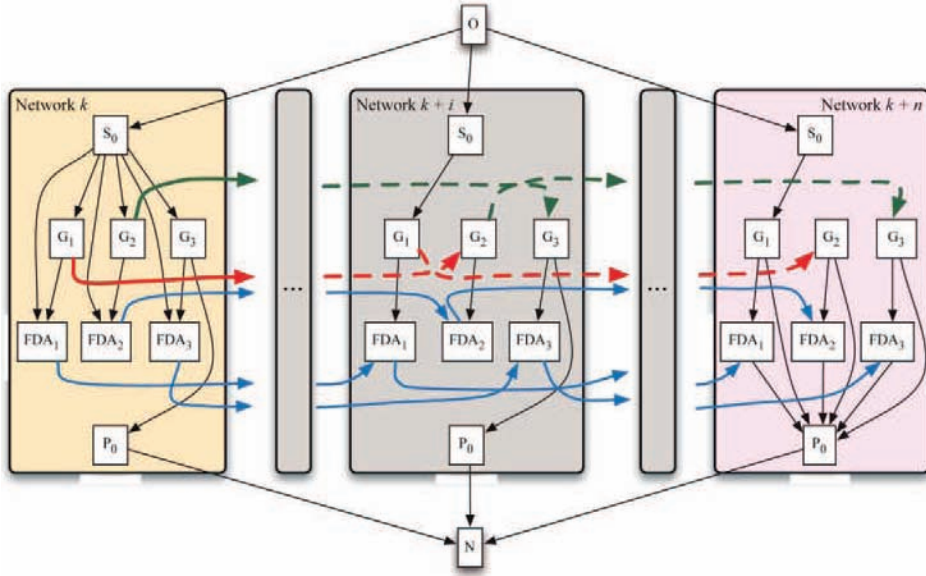 O
Network k
Network k + i
Network k + n
S0
S0
S0
G1
G2
G3
G1
G2
G3
G1
G2
G3
...
...
FDA1
FDA2
FDA3
FDA1
FDA2
FDA3
FDA1
FDA2
FDA3
P0
P0
P0
N